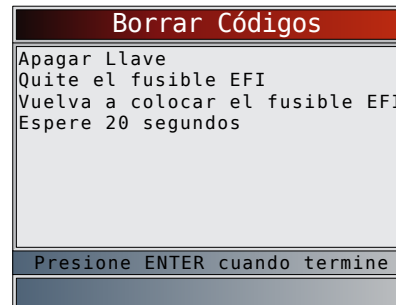 Borrar Códigos
Apagar Llave
Quite el fusible EFI
Vuelva a colocar el fusible EFI
Espere 20 segundos
Presione ENTER cuando termine